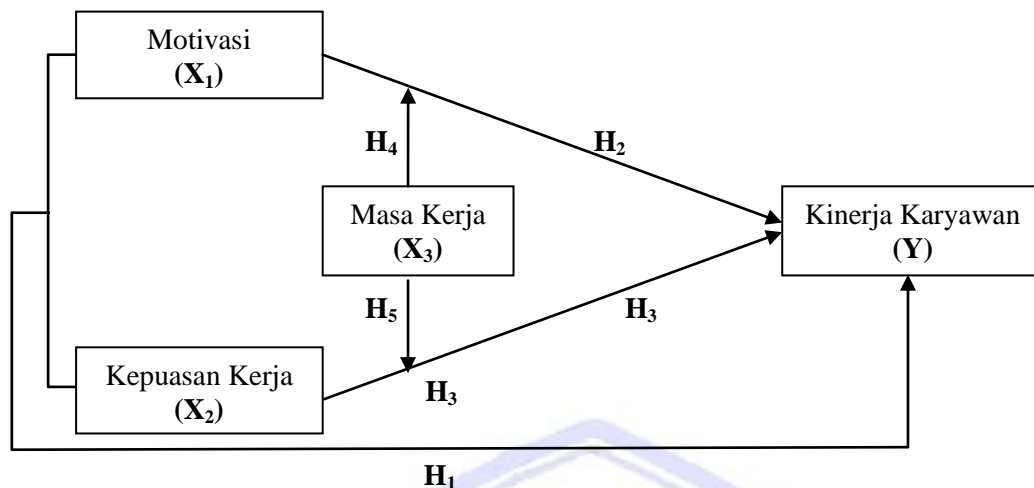 Motivasi
(X₁)
H₄
H₂
Masa Kerja
(X₃)
Kinerja Karyawan
(Y)
H₅
H₃
Kepuasan Kerja
(X₂)
H₃
H₁